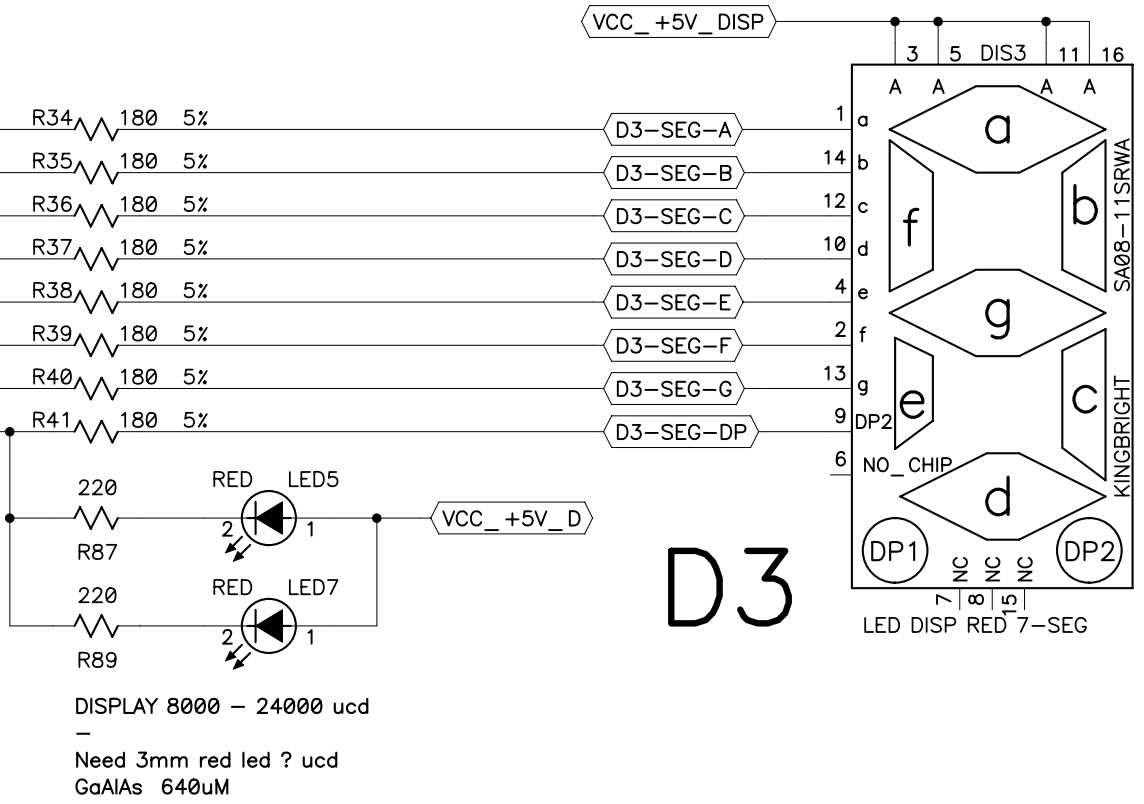 VCC_+5V_DISP
3 5 DIS3 11 16
A A A A
R34 180 5% D3-SEG-A 1 a
a
R35 180 5% D3-SEG-B 14 b
R36 180 5% D3-SEG-C 12 c
f b
R37 180 5% D3-SEG-D 10 d
R38 180 5% D3-SEG-E 4 e
g
R39 180 5% D3-SEG-F 2 f
R40 180 5% D3-SEG-G 13 g
e c
R41 180 5% D3-SEG-DP 9 DP2
6 NO_CHIP
d
SA08-11SRWA
KINGBRIGHT
220 RED LED5
2 1 VCC_+5V_D
R87
DP1 DP2
D3
NC NC NC
7 8 15
220 RED LED7
2 1
R89
LED DISP RED 7-SEG
DISPLAY 8000 – 24000 ucd
–
Need 3mm red led ? ucd
GaAlAs 640uM